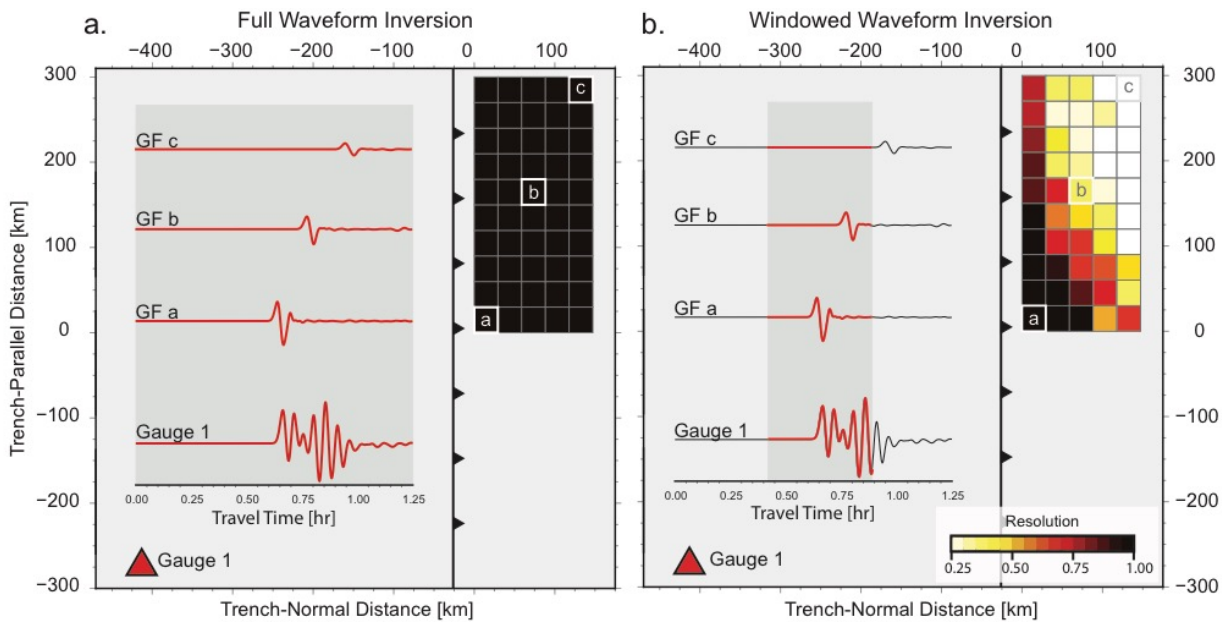 a.
Full Waveform Inversion
−400 −300 −200 −100 0 100
300
200
100
0
−100
−200
−300
Trench-Parallel Distance [km]
GF c
GF b
GF a
Gauge 1
0.00 0.25 0.50 0.75 1.00 1.25
Travel Time [hr]
Gauge 1
c
b
a
Trench-Normal Distance [km]
b.
Windowed Waveform Inversion
−400 −300 −200 −100 0 100
GF c
GF b
GF a
Gauge 1
0.00 0.25 0.50 0.75 1.00 1.25
Travel Time [hr]
Gauge 1
c
b
a
Resolution
0.25 0.50 0.75 1.00
300
200
100
0
−100
−200
−300
Trench-Normal Distance [km]